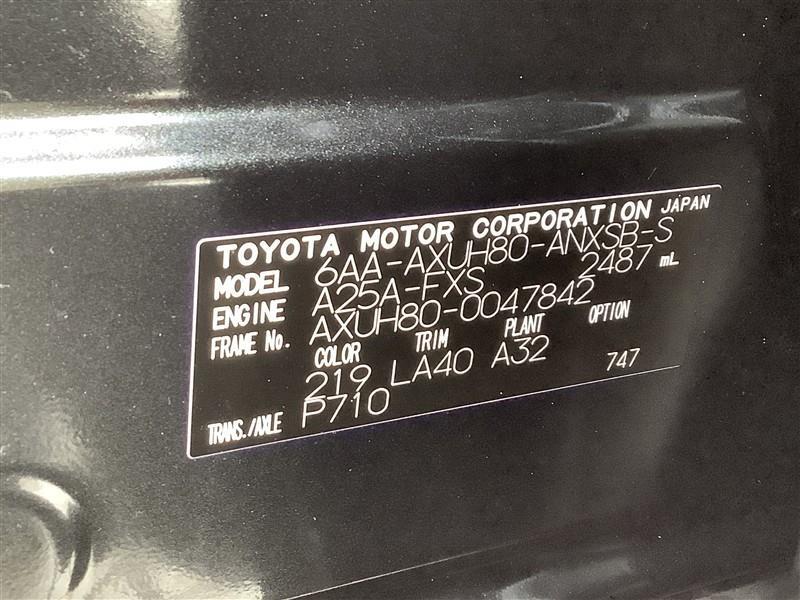 TOYOTA MOTOR CORPORATION JAPAN
MODEL 6AA-AXUH80-ANXSB-S
ENGINE A25A-FXS 2487 mL
FRAME No. AXUH80-0047842
COLOR TRIM PLANT OPTION
219 LA40 A32 747
TRANS./AXLE P710